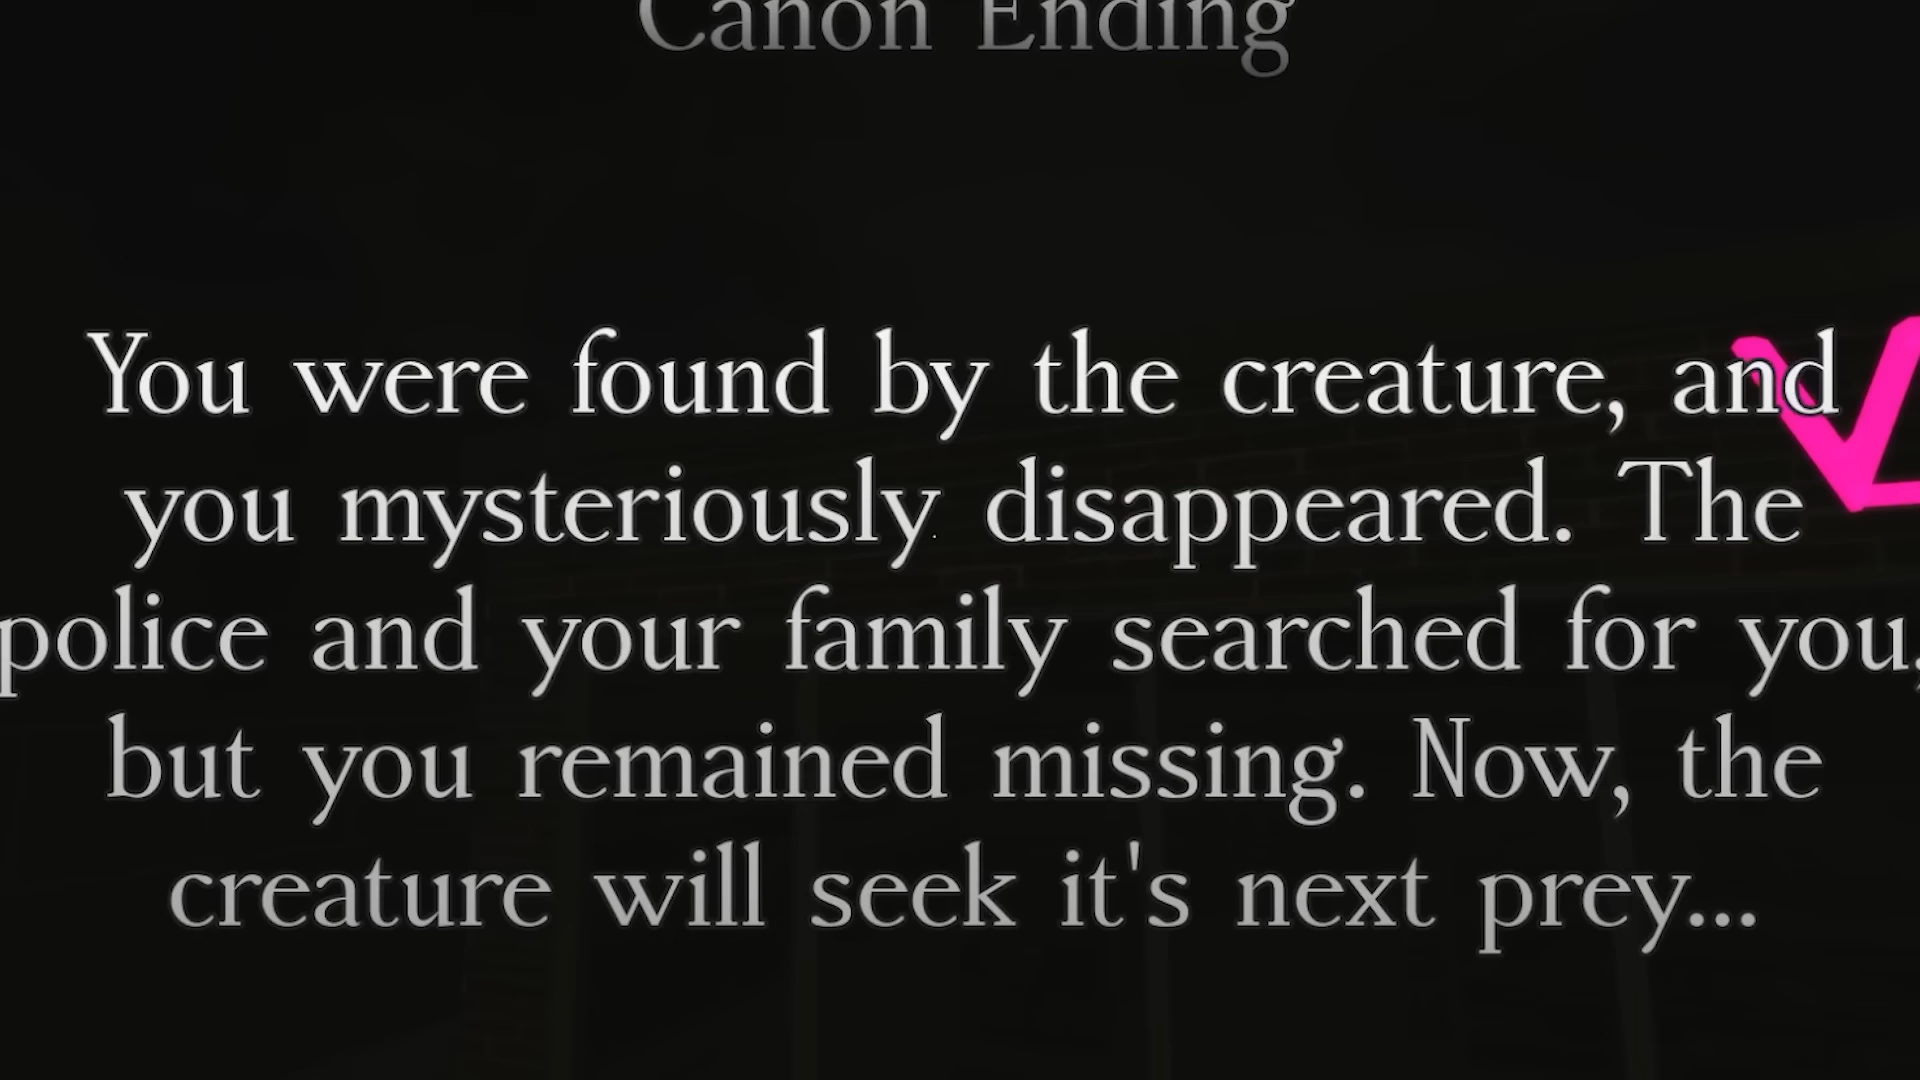 Canon Ending
You were found by the creature, and
you mysteriously disappeared. The
police and your family searched for you,
but you remained missing. Now, the
creature will seek it's next prey...